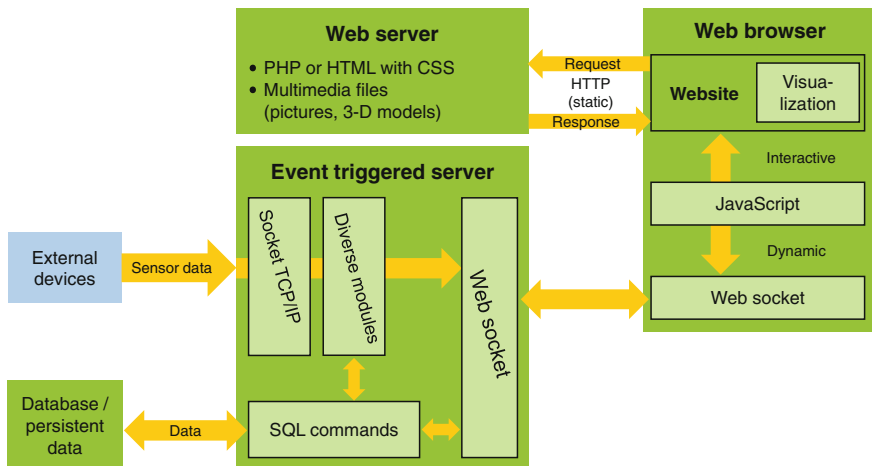 Web server
• PHP or HTML with CSS
• Multimedia files
(pictures, 3-D models)
Request
HTTP
(static)
Response
Web browser
Website
Visua-
lization
Interactive
JavaScript
Dynamic
Web socket
Event triggered server
Socket TCP/IP
Diverse modules
Web socket
SQL commands
External
devices
Sensor data
Database /
persistent
data
Data